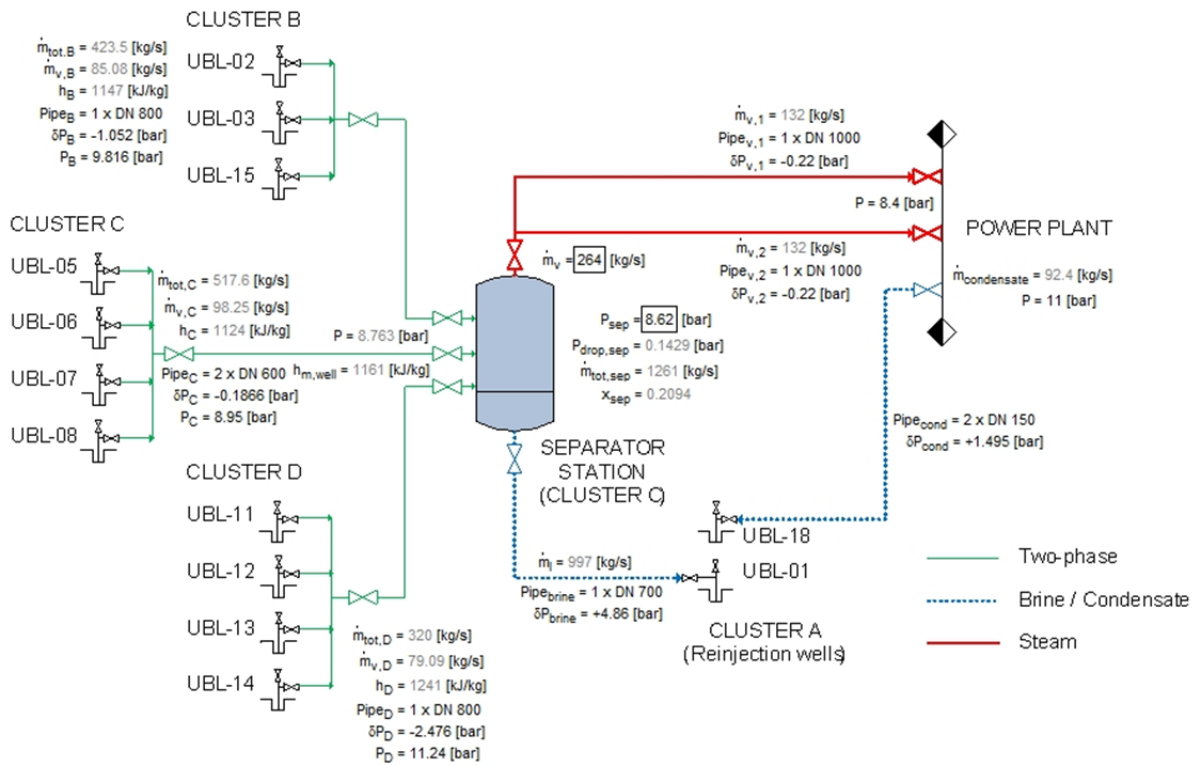 CLUSTER B
ṁtot.B = 423.5 [kg/s]
ṁv,B = 85.08 [kg/s]
hB = 1147 [kJ/kg]
PipeB = 1 x DN 800
δPB = -1.052 [bar]
PB = 9.816 [bar]
UBL-02
UBL-03
UBL-15
CLUSTER C
UBL-05
UBL-06
UBL-07
UBL-08
ṁtot,C = 517.6 [kg/s]
ṁv,C = 98.25 [kg/s]
hC = 1124 [kJ/kg]
PipeC = 2 x DN 600
δPC = -0.1866 [bar]
PC = 8.95 [bar]
P = 8.763 [bar]
hm,well = 1161 [kJ/kg]
CLUSTER D
UBL-11
UBL-12
UBL-13
UBL-14
ṁtot,D = 320 [kg/s]
ṁv,D = 79.09 [kg/s]
hD = 1241 [kJ/kg]
PipeD = 1 x DN 800
δPD = -2.476 [bar]
PD = 11.24 [bar]
ṁv = 264 [kg/s]
Psep = 8.62 [bar]
Pdrop,sep = 0.1429 [bar]
ṁtot,sep = 1261 [kg/s]
xsep = 0.2094
SEPARATOR
STATION
(CLUSTER C)
ṁv,1 = 132 [kg/s]
Pipev,1 = 1 x DN 1000
δPv,1 = -0.22 [bar]
P = 8.4 [bar]
ṁv,2 = 132 [kg/s]
Pipev,2 = 1 x DN 1000
δPv,2 = -0.22 [bar]
POWER PLANT
ṁcondensate = 92.4 [kg/s]
P = 11 [bar]
Pipecond = 2 x DN 150
δPcond = +1.495 [bar]
ṁl = 997 [kg/s]
Pipebrine = 1 x DN 700
δPbrine = +4.86 [bar]
UBL-18
UBL-01
CLUSTER A
(Reinjection wells)
Two-phase
Brine / Condensate
Steam